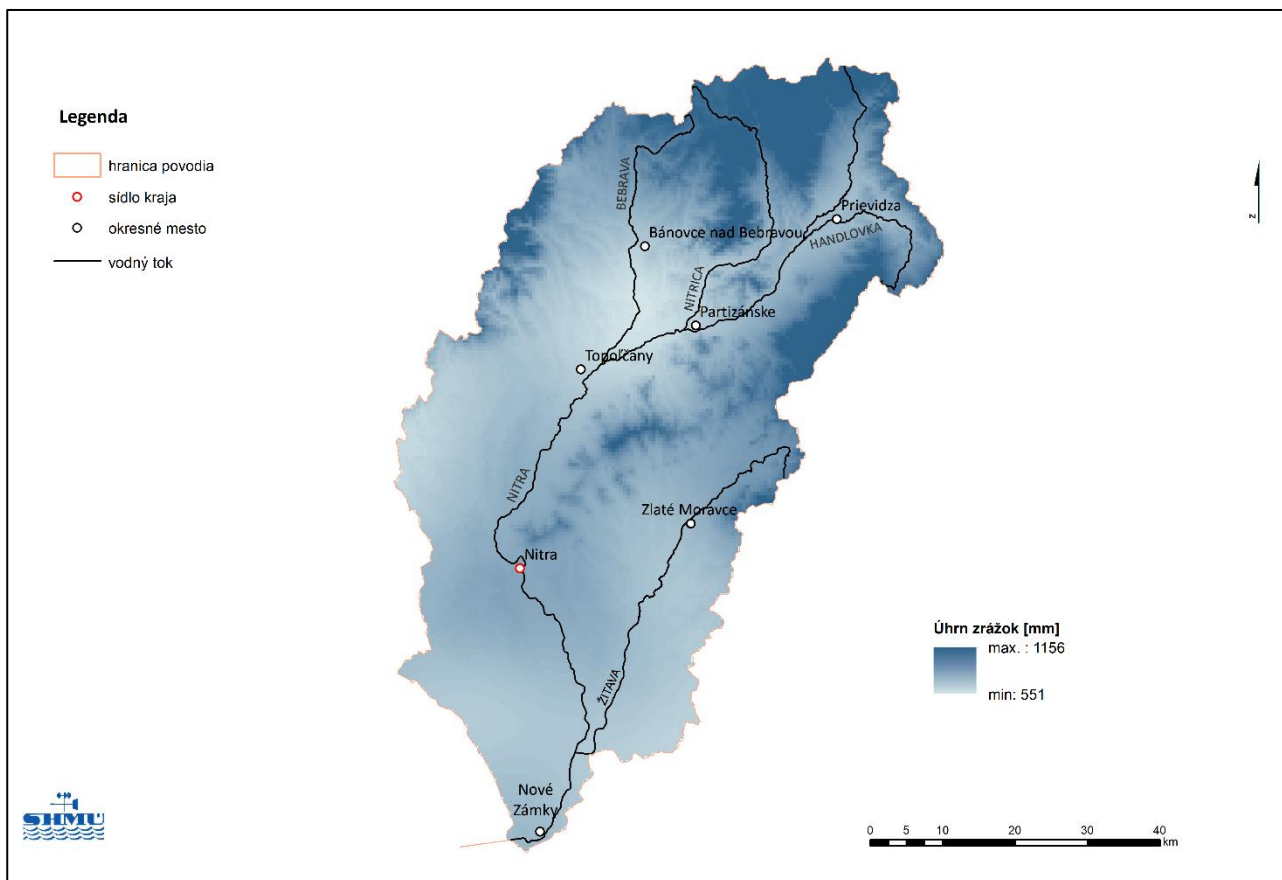 Legenda
hranica povodia
sídlo kraja
okresné mesto
vodný tok
BEBRAVA
Bánovce nad Bebravou
Prievidza
HANDLOVKA
NITRICA
Partizánske
Topoľčany
NITRA
Zlaté Moravce
Nitra
ŽITAVA
Nové
Zámky
z
Úhrn zrážok [mm]
max. : 1156
min: 551
SHMÚ
0 5 10 20 30 40
km